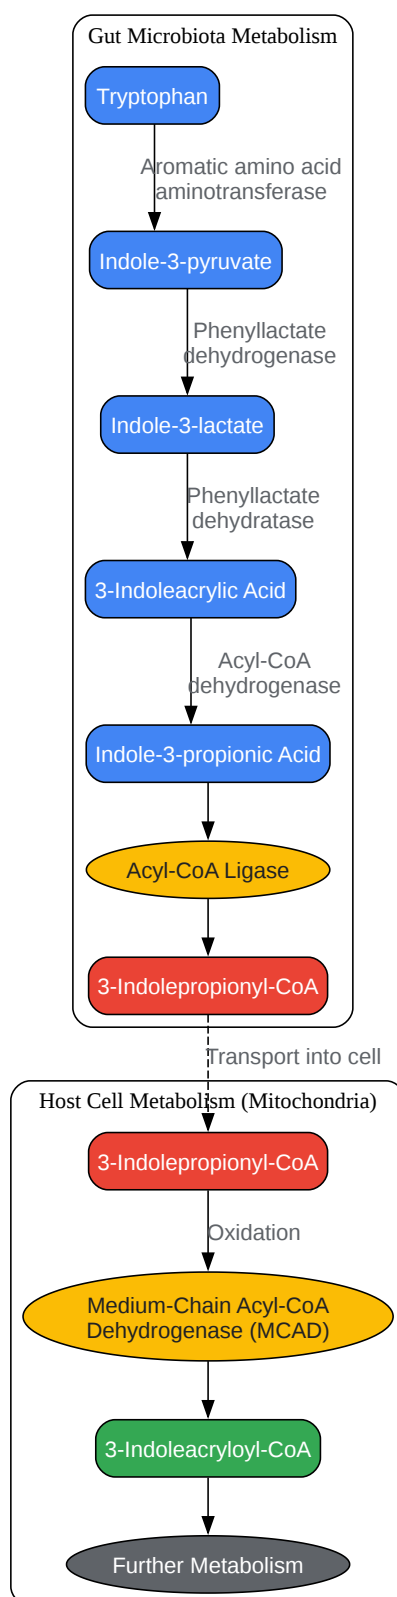 Gut Microbiota Metabolism
Tryptophan
Aromatic amino acid
aminotransferase
Indole-3-pyruvate
Phenyllactate
dehydrogenase
Indole-3-lactate
Phenyllactate
dehydratase
3-Indoleacrylic Acid
Acyl-CoA
dehydrogenase
Indole-3-propionic Acid
Acyl-CoA Ligase
3-Indolepropionyl-CoA
Transport into cell
Host Cell Metabolism (Mitochondria)
3-Indolepropionyl-CoA
Oxidation
Medium-Chain Acyl-CoA
Dehydrogenase (MCAD)
3-Indoleacryloyl-CoA
Further Metabolism